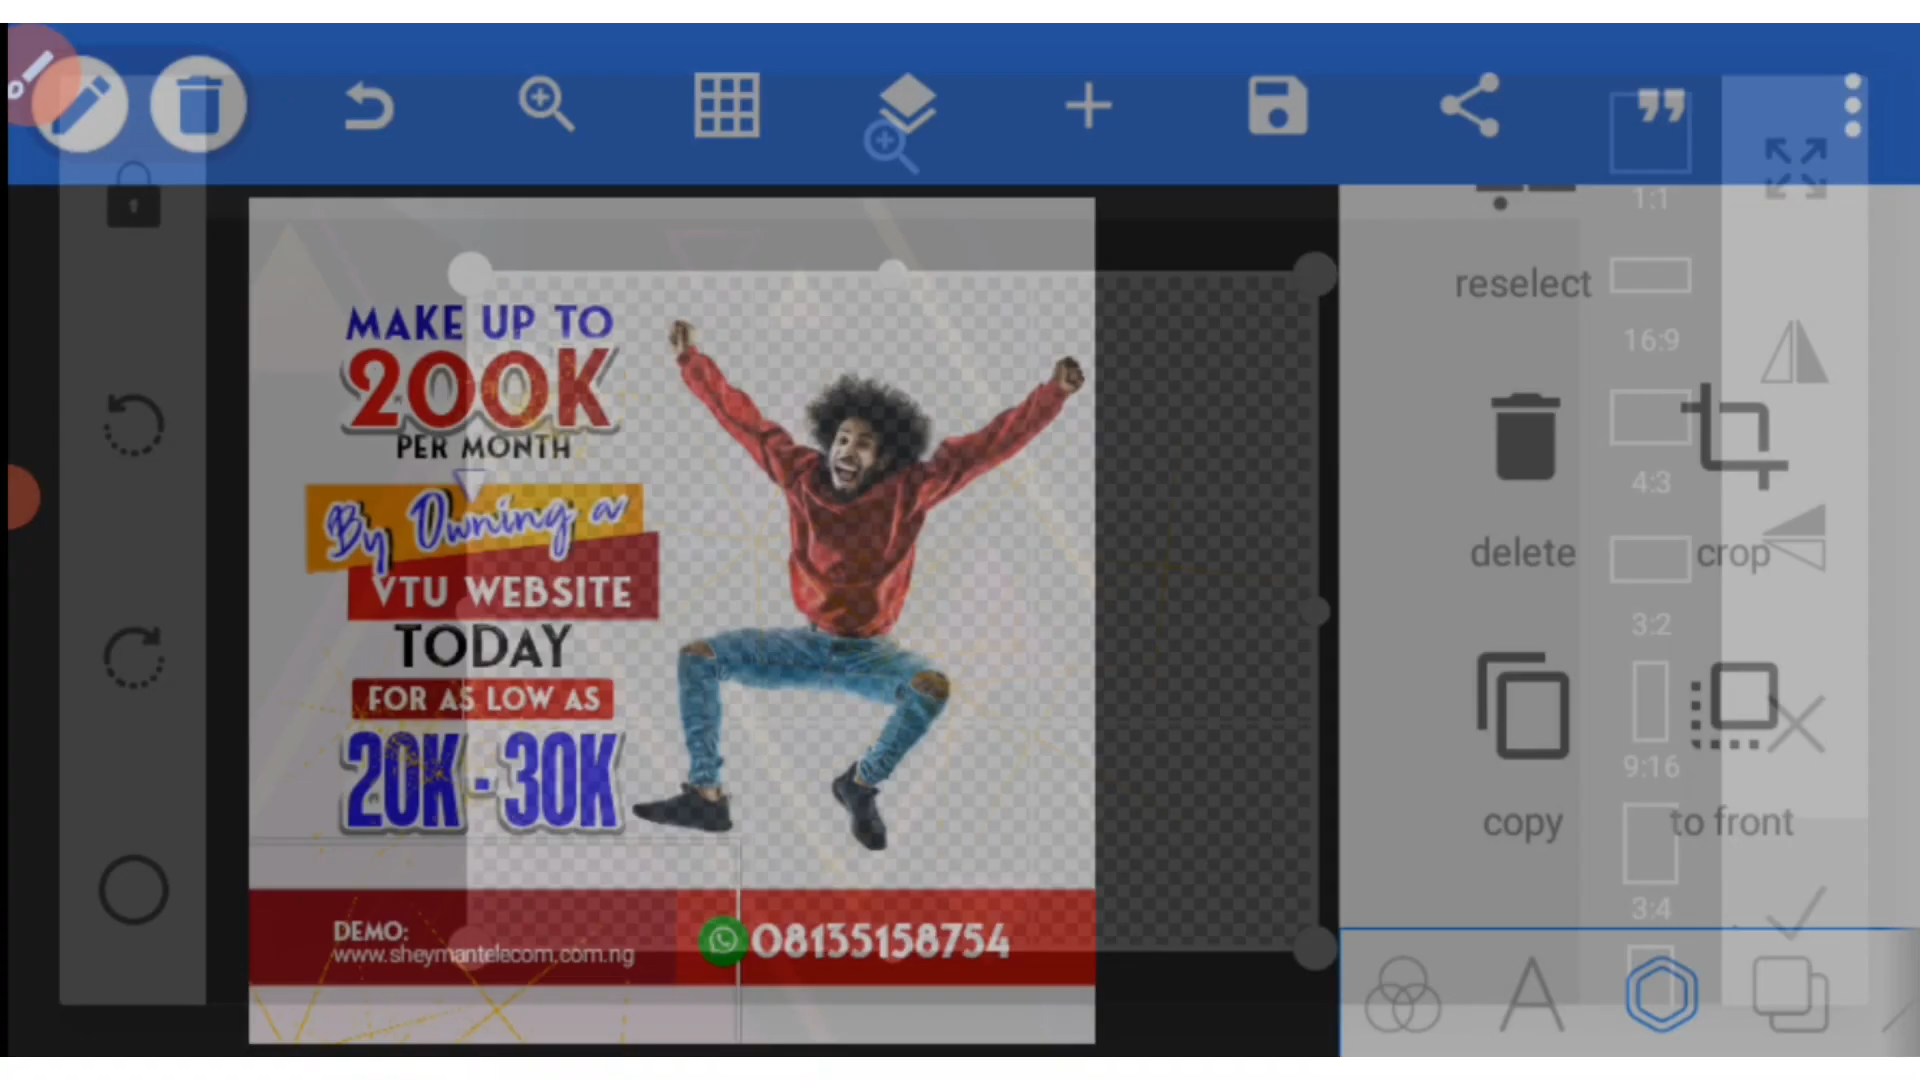 MAKE UP TO
200K
PER MONTH
By Owning a
VTU WEBSITE
TODAY
FOR AS LOW AS
20K - 30K
DEMO:
www.sheymantelecom.com.ng
08135158754
reselect
delete
crop
copy
to front
1:1
16:9
4:3
3:2
9:16
3:4